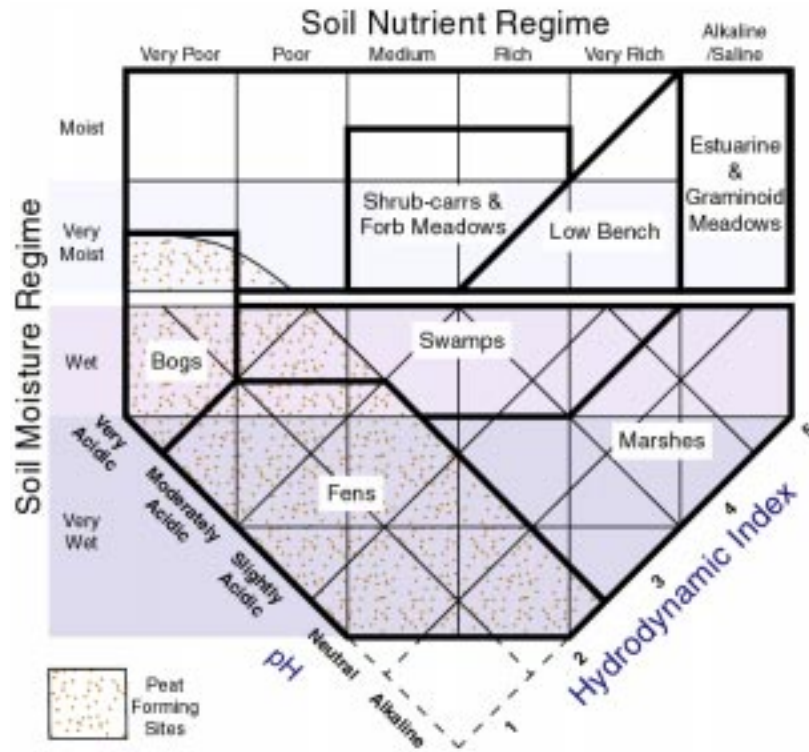 Soil Nutrient Regime
Very Poor
Poor
Medium
Rich
Very Rich
Alkaline
/Saline
Soil Moisture Regime
Moist
Very
Moist
Wet
Very
Wet
Shrub-carrs &
Forb Meadows
Low Bench
Estuarine
&
Graminoid
Meadows
Bogs
Swamps
Fens
Marshes
Very
Acidic
Moderately
Acidic
Slightly
Acidic
Neutral
Alkaline
pH
1
2
3
4
5
Hydrodynamic Index
Peat
Forming
Sites